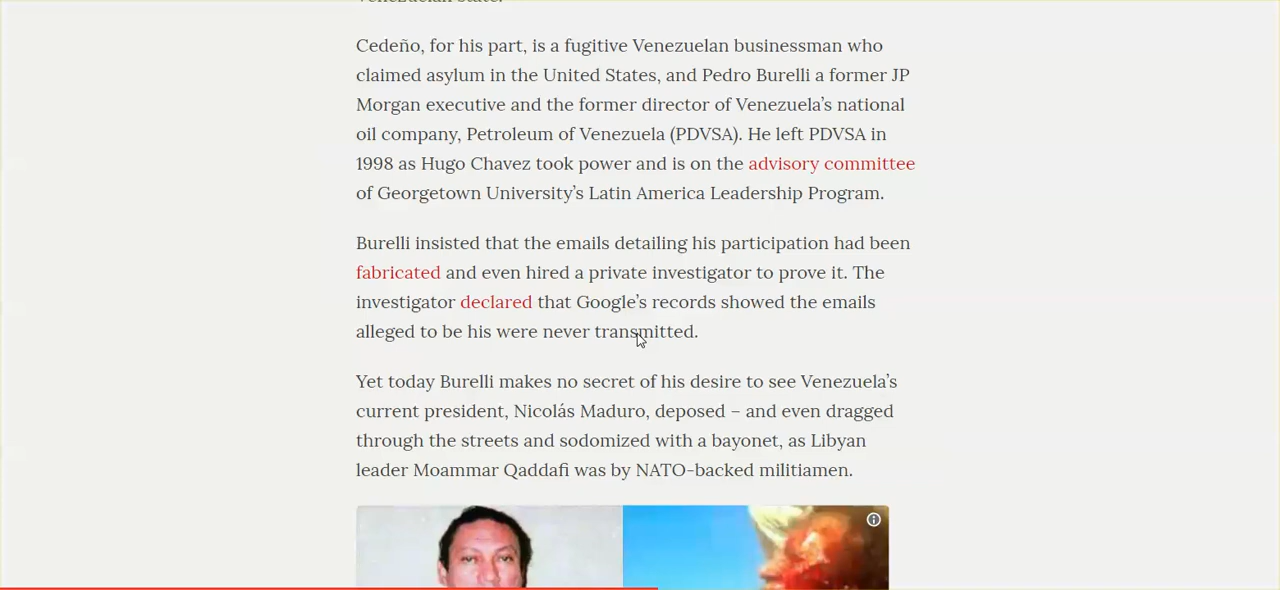 Cedeño, for his part, is a fugitive Venezuelan businessman who
claimed asylum in the United States, and Pedro Burelli a former JP
Morgan executive and the former director of Venezuela’s national
oil company, Petroleum of Venezuela (PDVSA). He left PDVSA in
1998 as Hugo Chavez took power and is on the advisory committee
of Georgetown University’s Latin America Leadership Program.
Burelli insisted that the emails detailing his participation had been
fabricated and even hired a private investigator to prove it. The
investigator declared that Google’s records showed the emails
alleged to be his were never transmitted.
Yet today Burelli makes no secret of his desire to see Venezuela’s
current president, Nicolás Maduro, deposed – and even dragged
through the streets and sodomized with a bayonet, as Libyan
leader Moammar Qaddafi was by NATO-backed militiamen.